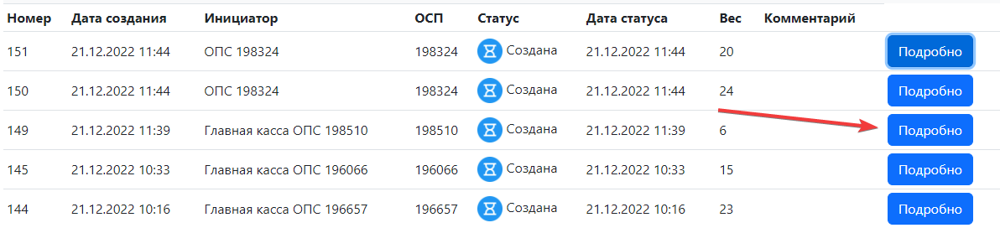 Номер Дата создания Инициатор ОСП Статус Дата статуса Вес Комментарий
151 21.12.2022 11:44 ОПС 198324 198324 Создана 21.12.2022 11:44 20 Подробно
150 21.12.2022 11:44 ОПС 198324 198324 Создана 21.12.2022 11:44 24 Подробно
149 21.12.2022 11:39 Главная касса ОПС 198510 198510 Создана 21.12.2022 11:39 6 Подробно
145 21.12.2022 10:33 Главная касса ОПС 196066 196066 Создана 21.12.2022 10:33 15 Подробно
144 21.12.2022 10:16 Главная касса ОПС 196657 196657 Создана 21.12.2022 10:16 23 Подробно